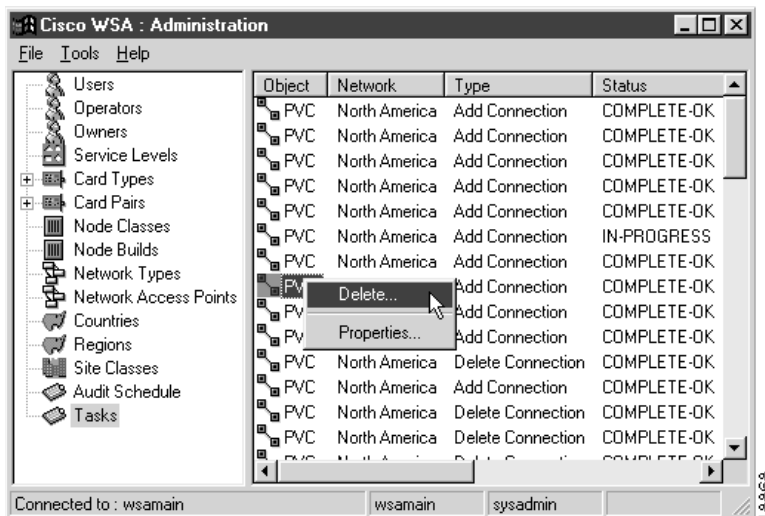 Cisco WSA : Administration
File Tools Help
Users
Operators
Owners
Service Levels
Card Types
Card Pairs
Node Classes
Node Builds
Network Types
Network Access Points
Countries
Regions
Site Classes
Audit Schedule
Tasks
Object Network Type Status
PVC North America Add Connection COMPLETE-OK
PVC North America Add Connection COMPLETE-OK
PVC North America Add Connection COMPLETE-OK
PVC North America Add Connection COMPLETE-OK
PVC North America Add Connection COMPLETE-OK
PVC North America Add Connection IN-PROGRESS
PVC North America Add Connection COMPLETE-OK
PV Add Connection COMPLETE-OK
PV Add Connection COMPLETE-OK
PV Add Connection COMPLETE-OK
Delete...
Properties...
PVC North America Delete Connection COMPLETE-OK
PVC North America Add Connection COMPLETE-OK
PVC North America Delete Connection COMPLETE-OK
PVC North America Delete Connection COMPLETE-OK
Connected to : wsamain wsamain sysadmin